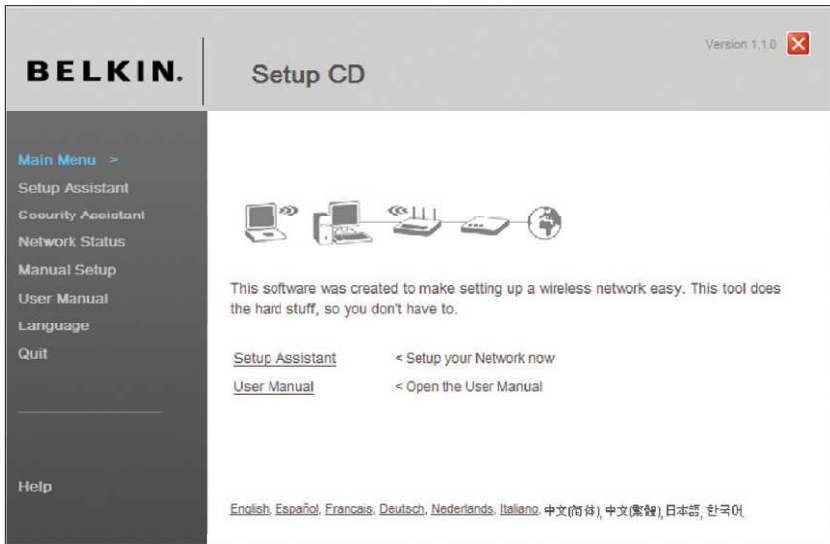 BELKIN.
Setup CD
Version 1.1.0
Main Menu >
Setup Assistant
Security Assistant
Network Status
Manual Setup
User Manual
Language
Quit
Help
This software was created to make setting up a wireless network easy. This tool does
the hard stuff, so you don't have to.
Setup Assistant < Setup your Network now
User Manual < Open the User Manual
English, Español, Francais, Deutsch, Nederlands, Italiano, 中文(简体), 中文(繁體), 日本語, 한국어